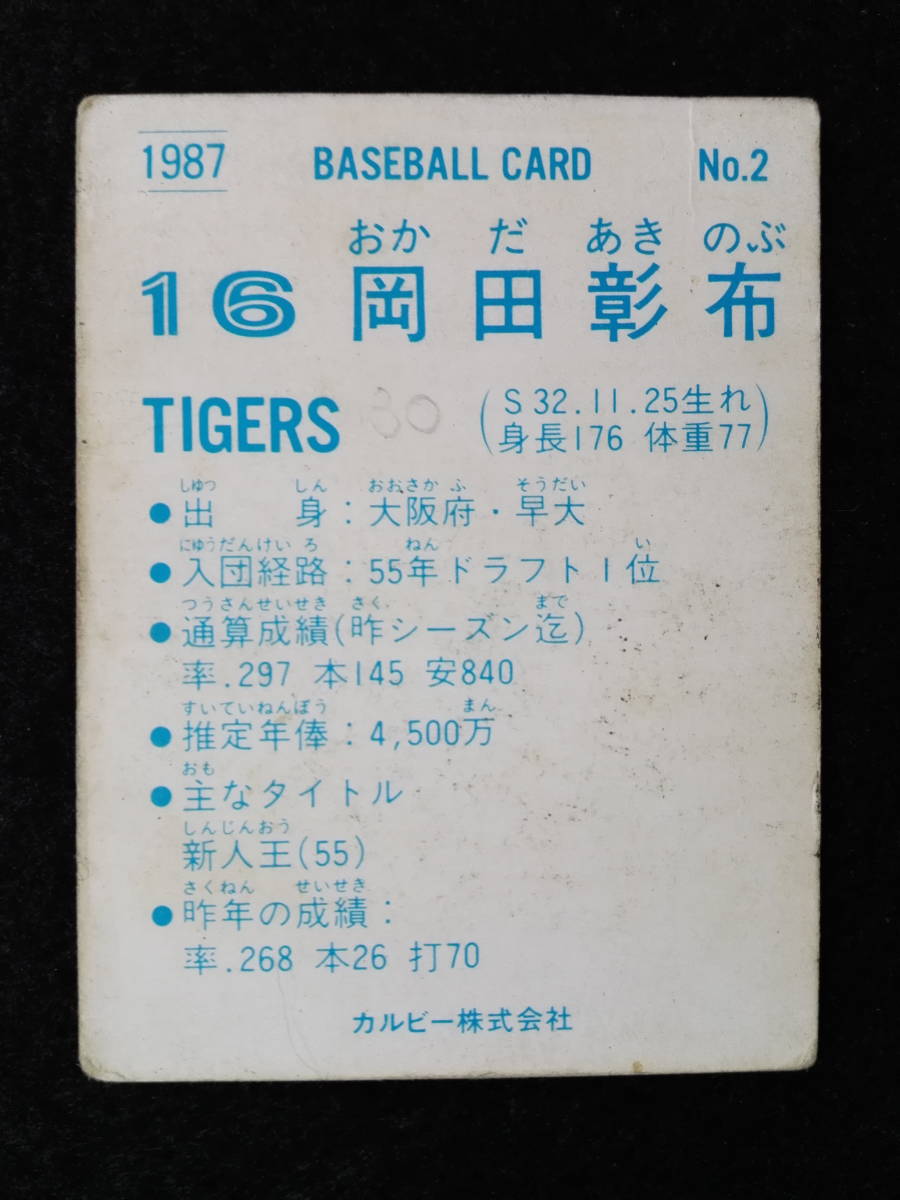 1987 BASEBALL CARD No.2
おか だ あき のぶ
16 岡田彰布
TIGERS 80 (S32.11.25生れ
身長176 体重77)
しゆつ しん おおさか ふ そうだい
●出 身:大阪府・早大
にゆうだんけい ろ ねん い
●入団経路:55年ドラフト1位
つうさんせいせき さく まで
●通算成績(昨シーズン迄)
率.297 本145 安840
すいていねんぼう まん
●推定年俸:4,500万
おも
●主なタイトル
しんじんおう
新人王(55)
さくねん せいせき
●昨年の成績:
率.268 本26 打70
カルビー株式会社